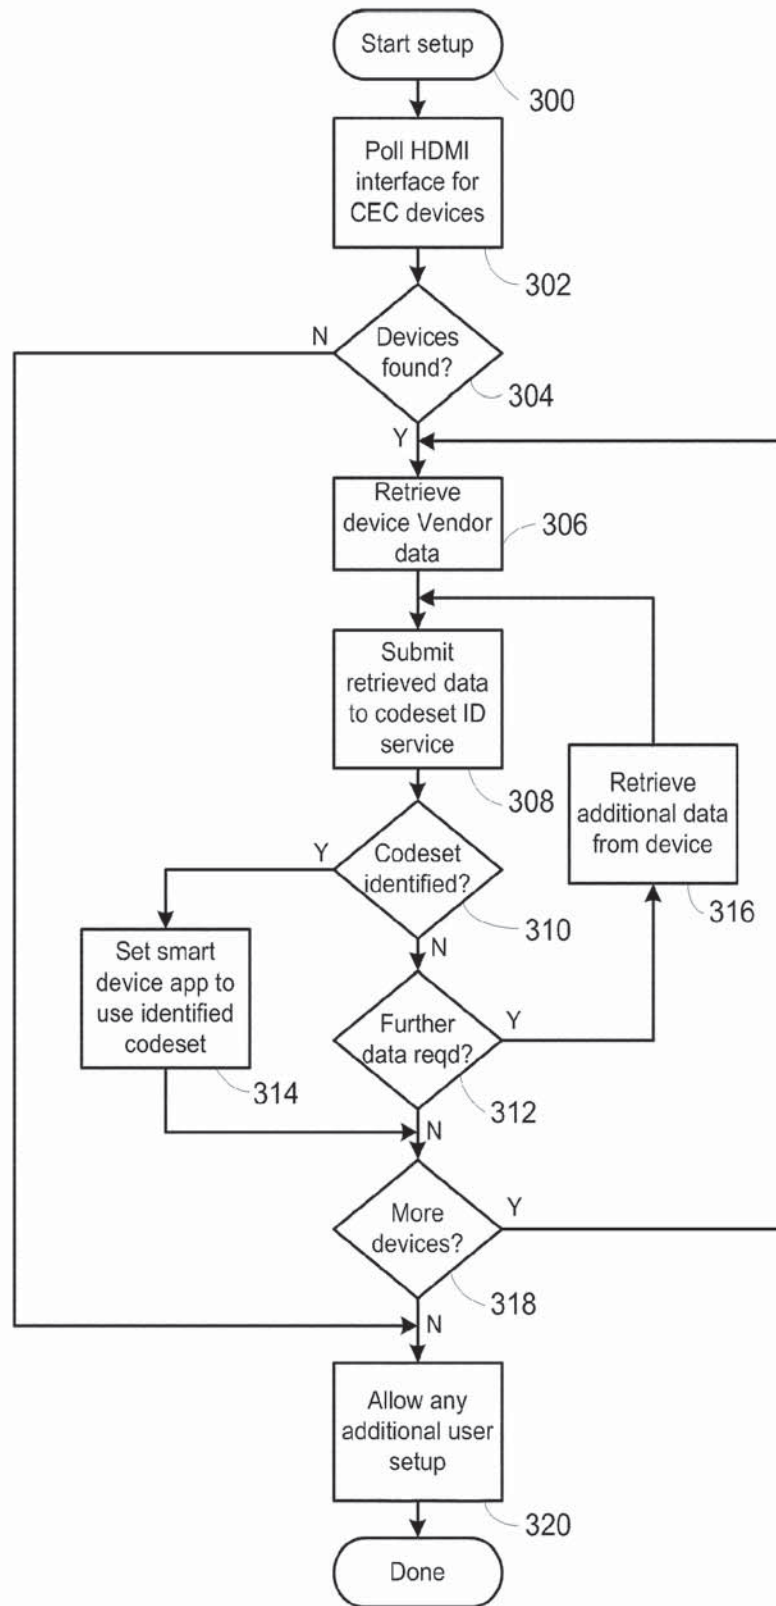 Start setup
300
Poll HDMI
interface for
CEC devices
302
N
Devices
found?
304
Y
Retrieve
device Vendor
data
306
Submit
retrieved data
to codeset ID
service
308
Retrieve
additional data
from device
316
Y
Codeset
identified?
310
N
Set smart
device app to
use identified
codeset
314
Further
data reqd?
Y
312
N
More
devices?
Y
318
N
Allow any
additional user
setup
320
Done